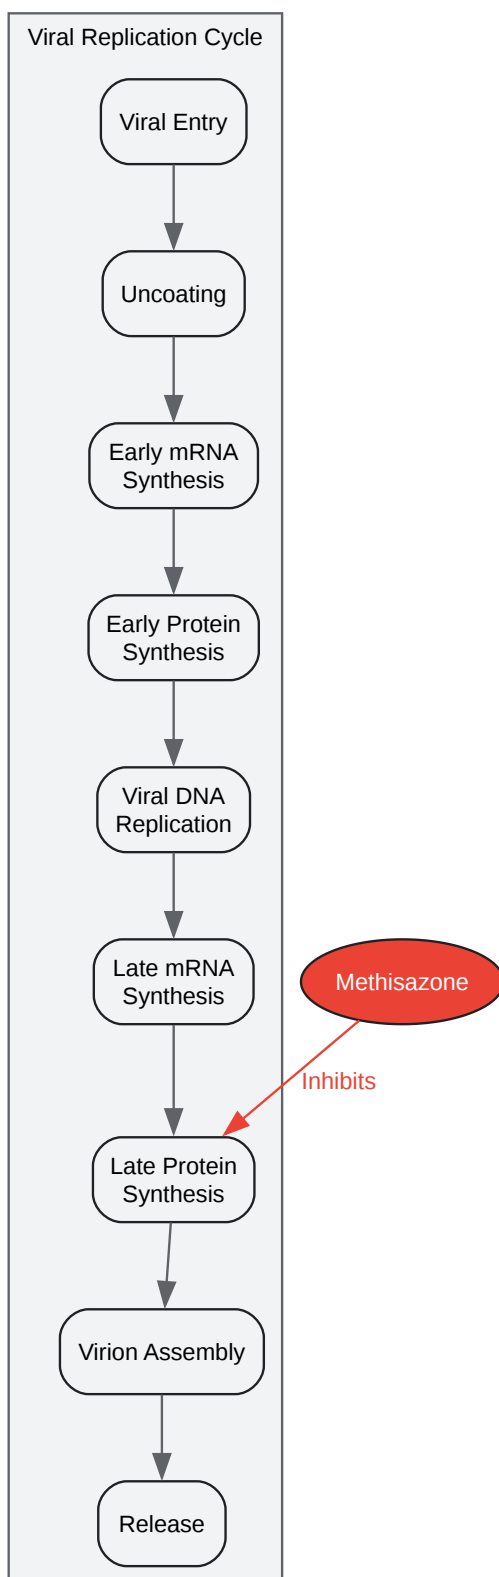 Viral Replication Cycle
Viral Entry
Uncoating
Early mRNA
Synthesis
Early Protein
Synthesis
Viral DNA
Replication
Late mRNA
Synthesis
Methisazone
Inhibits
Late Protein
Synthesis
Virion Assembly
Release